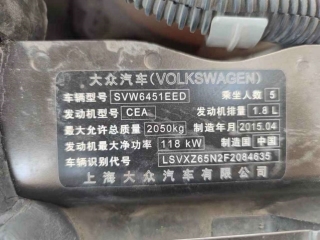 大众汽车(VOLKSWAGEN)
车辆型号 SVW6451EED 乘坐人数 5
发动机型号 CEA 发动机排量 1.8L
最大允许总质量 2050kg 制造年月 2015.04
发动机最大净功率 118 kW 制造国 中国
车辆识别代号 LSVXZ65N2F2084635
上海大众汽车有限公司